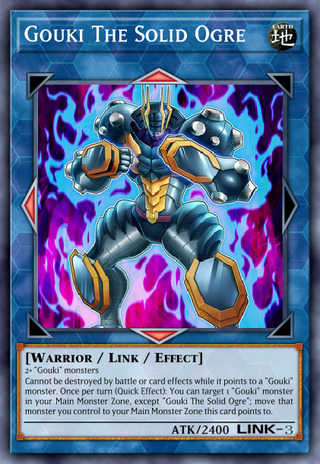 Gouki The Solid Ogre
EARTH
地
[Warrior / Link / Effect]
2+ "Gouki" monsters
Cannot be destroyed by battle or card effects while it points to a "Gouki"
monster. Once per turn (Quick Effect): You can target 1 "Gouki" monster
in your Main Monster Zone, except "Gouki The Solid Ogre"; move that
monster you control to your Main Monster Zone this card points to.
ATK/2400 LINK-3